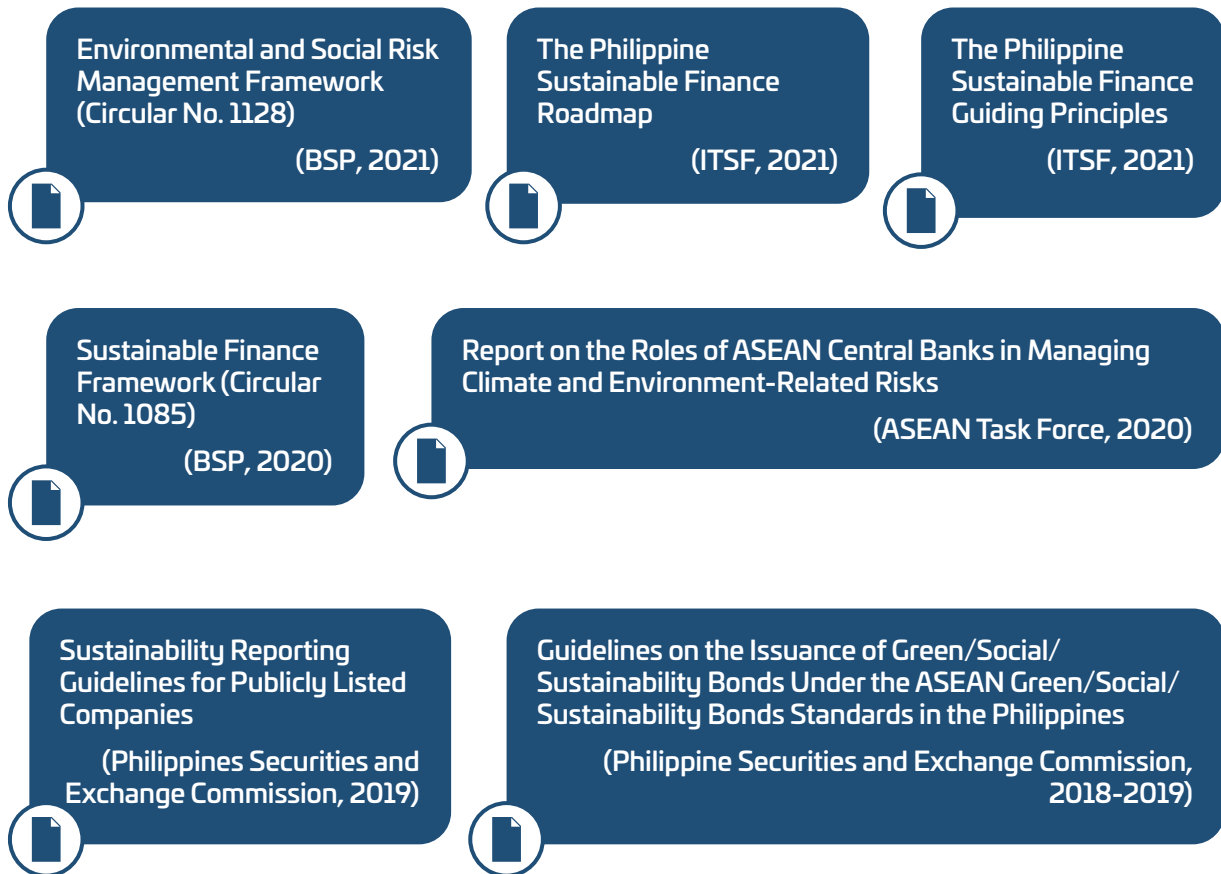 Environmental and Social Risk
Management Framework
(Circular No. 1128)
(BSP, 2021)
The Philippine
Sustainable Finance
Roadmap
(ITSF, 2021)
The Philippine
Sustainable Finance
Guiding Principles
(ITSF, 2021)
Sustainable Finance
Framework (Circular
No. 1085)
(BSP, 2020)
Report on the Roles of ASEAN Central Banks in Managing
Climate and Environment-Related Risks
(ASEAN Task Force, 2020)
Sustainability Reporting
Guidelines for Publicly Listed
Companies
(Philippines Securities and
Exchange Commission, 2019)
Guidelines on the Issuance of Green/Social/
Sustainability Bonds Under the ASEAN Green/Social/
Sustainability Bonds Standards in the Philippines
(Philippine Securities and Exchange Commission,
2018-2019)